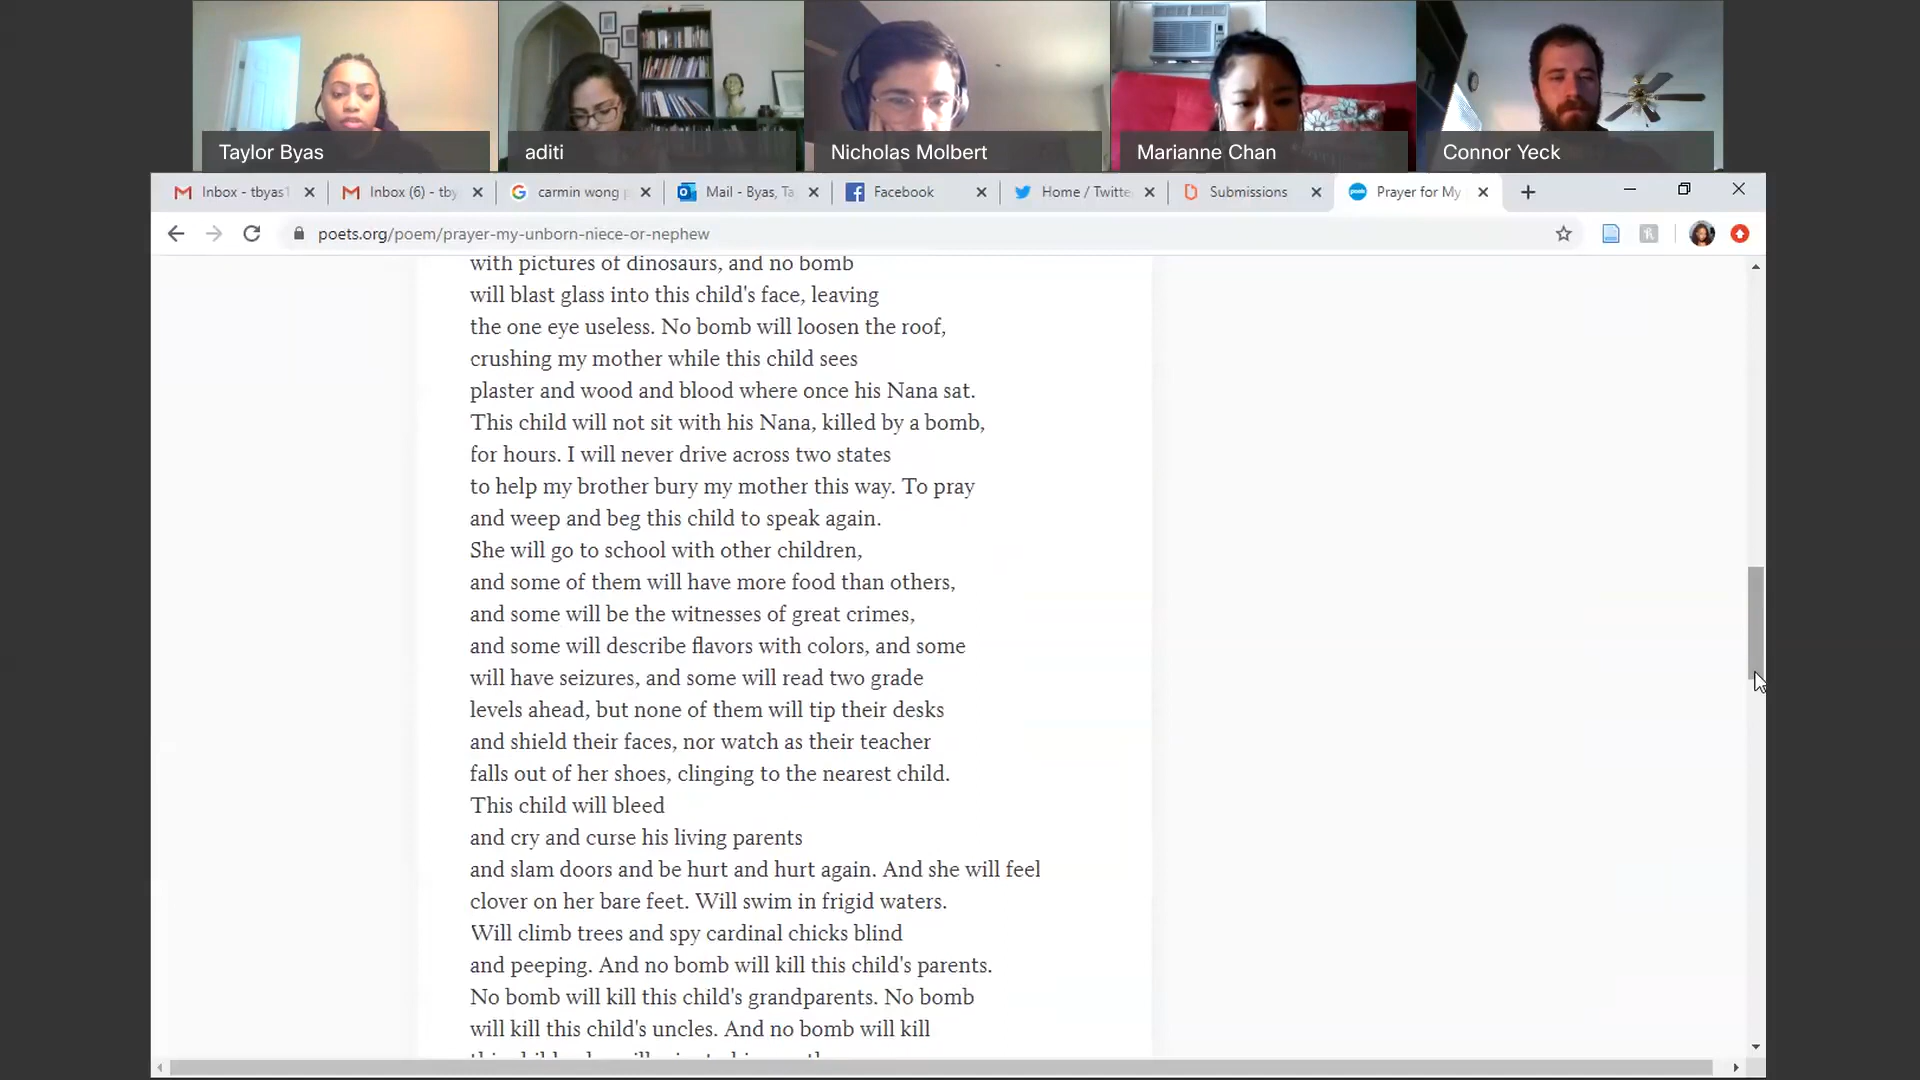 Taylor Byas
aditi
Nicholas Molbert
Marianne Chan
Connor Yeck
Inbox - tbyas1
Inbox (6) - tby
carmin wong
Mail - Byas, Ta
Facebook
Home / Twitte
Submissions
Prayer for My
poets.org/poem/prayer-my-unborn-niece-or-nephew
with pictures of dinosaurs, and no bomb
will blast glass into this child's face, leaving
the one eye useless. No bomb will loosen the roof,
crushing my mother while this child sees
plaster and wood and blood where once his Nana sat.
This child will not sit with his Nana, killed by a bomb,
for hours. I will never drive across two states
to help my brother bury my mother this way. To pray
and weep and beg this child to speak again.
She will go to school with other children,
and some of them will have more food than others,
and some will be the witnesses of great crimes,
and some will describe flavors with colors, and some
will have seizures, and some will read two grade
levels ahead, but none of them will tip their desks
and shield their faces, nor watch as their teacher
falls out of her shoes, clinging to the nearest child.
This child will bleed
and cry and curse his living parents
and slam doors and be hurt and hurt again. And she will feel
clover on her bare feet. Will swim in frigid waters.
Will climb trees and spy cardinal chicks blind
and peeping. And no bomb will kill this child's parents.
No bomb will kill this child's grandparents. No bomb
will kill this child's uncles. And no bomb will kill